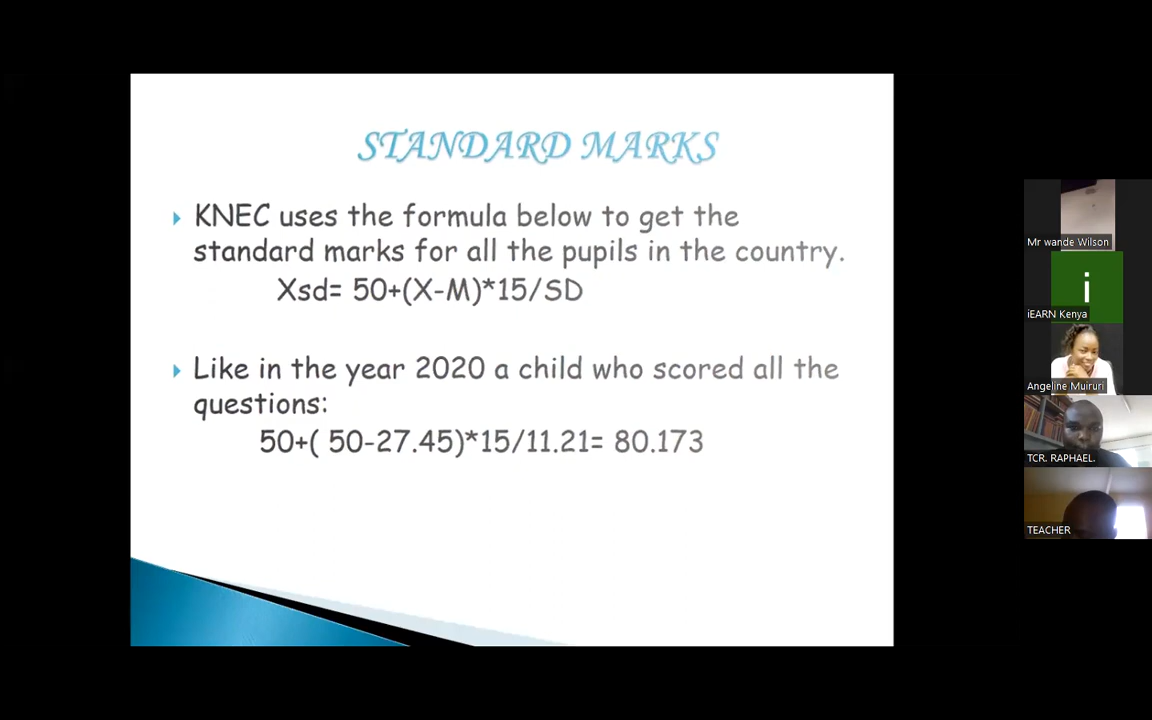 STANDARD MARKS
KNEC uses the formula below to get the
standard marks for all the pupils in the country.
Xsd= 50+(X-M)*15/SD
Like in the year 2020 a child who scored all the
questions:
50+( 50-27.45)*15/11.21= 80.173
Mr wande Wilson
i
iEARN Kenya
Angeline Muiruri
TCR. RAPHAEL.
TEACHER